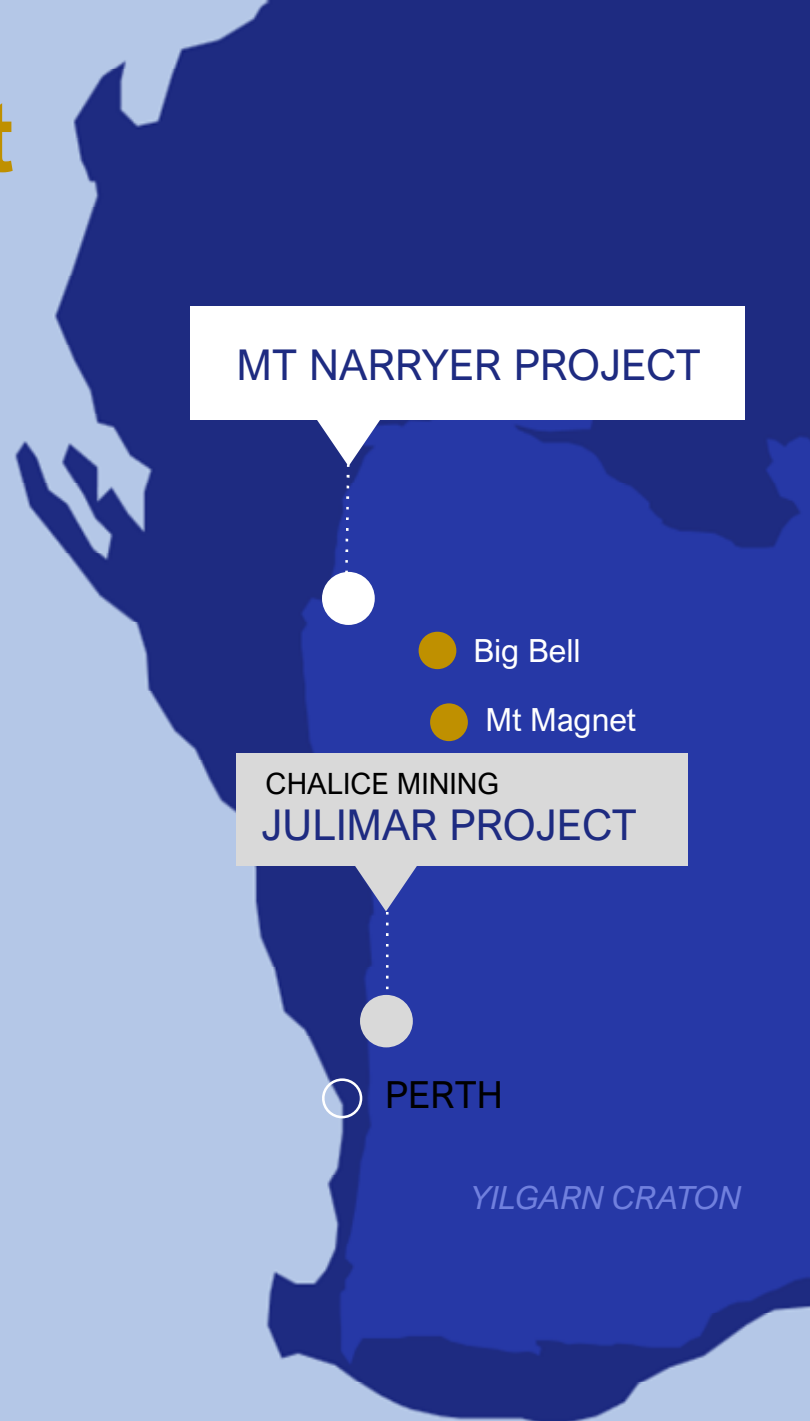 t
MT NARRYER PROJECT
Big Bell
Mt Magnet
CHALICE MINING
JULIMAR PROJECT
PERTH
YILGARN CRATON